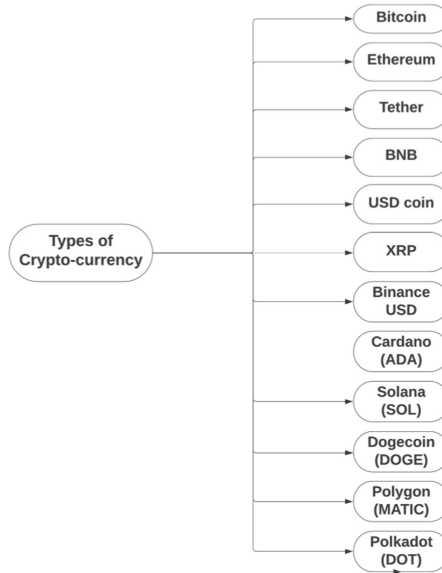 Bitcoin
Ethereum
Tether
BNB
USD coin
Types of
Crypto-currency
XRP
Binance
USD
Cardano
(ADA)
Solana
(SOL)
Dogecoin
(DOGE)
Polygon
(MATIC)
Polkadot
(DOT)